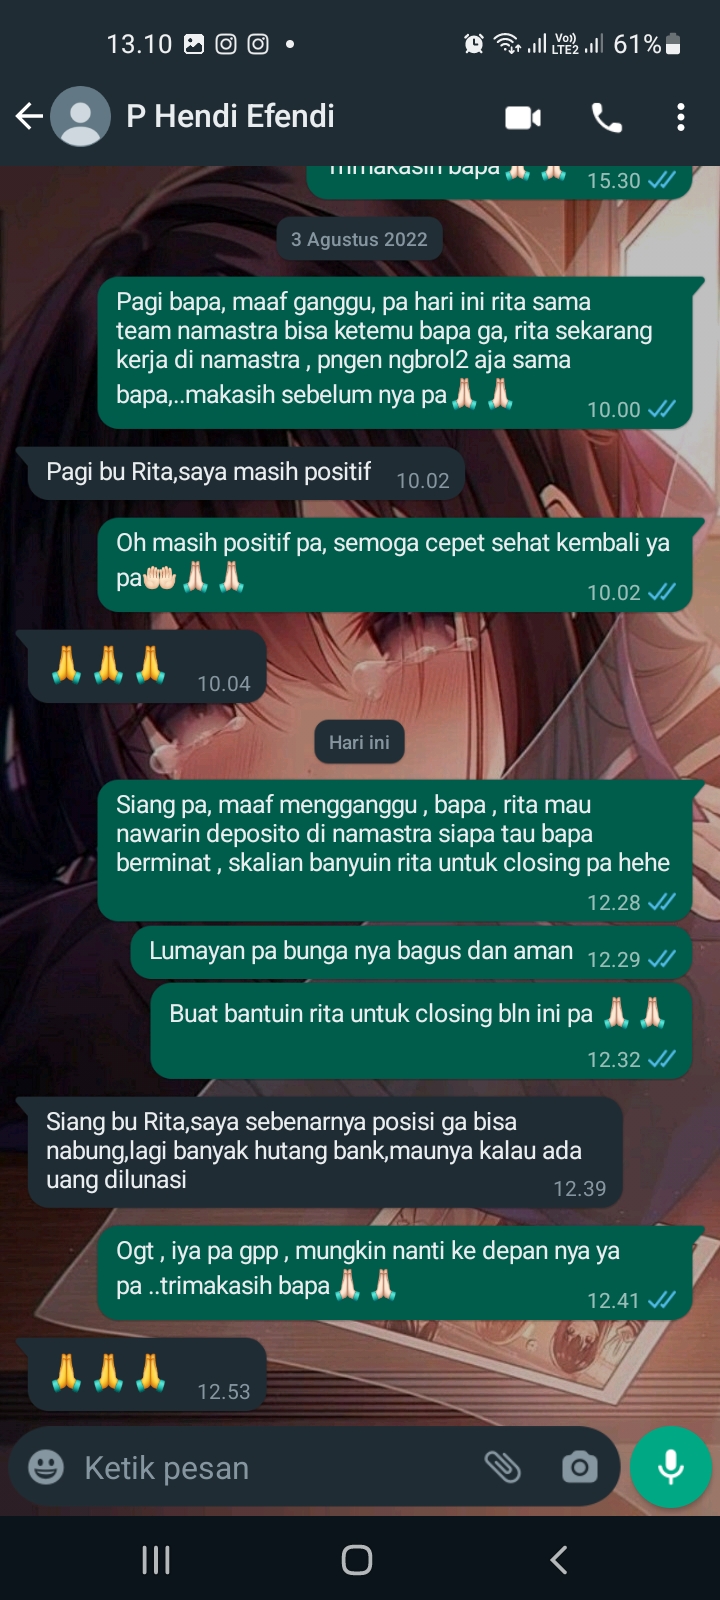 13.10
Vo))
LTE2
61%
P Hendi Efendi
Trimakasih bapa🙏🏻 🙏🏻
15.30
3 Agustus 2022
Pagi bapa, maaf ganggu, pa hari ini rita sama
team namastra bisa ketemu bapa ga, rita sekarang
kerja di namastra , pngen ngbrol2 aja sama
bapa,..makasih sebelum nya pa🙏🏻 🙏🏻
10.00
Pagi bu Rita,saya masih positif
10.02
Oh masih positif pa, semoga cepet sehat kembali ya
pa🤲🏻 🙏🏻 🙏🏻
10.02
🙏 🙏 🙏
10.04
Hari ini
Siang pa, maaf mengganggu , bapa , rita mau
nawarin deposito di namastra siapa tau bapa
berminat , skalian banyuin rita untuk closing pa hehe
12.28
Lumayan pa bunga nya bagus dan aman
12.29
Buat bantuin rita untuk closing bln ini pa 🙏🏻 🙏🏻
12.32
Siang bu Rita,saya sebenarnya posisi ga bisa
nabung,lagi banyak hutang bank,maunya kalau ada
uang dilunasi
12.39
Ogt , iya pa gpp , mungkin nanti ke depan nya ya
pa ..trimakasih bapa🙏🏻 🙏🏻
12.41
🙏 🙏 🙏
12.53
Ketik pesan